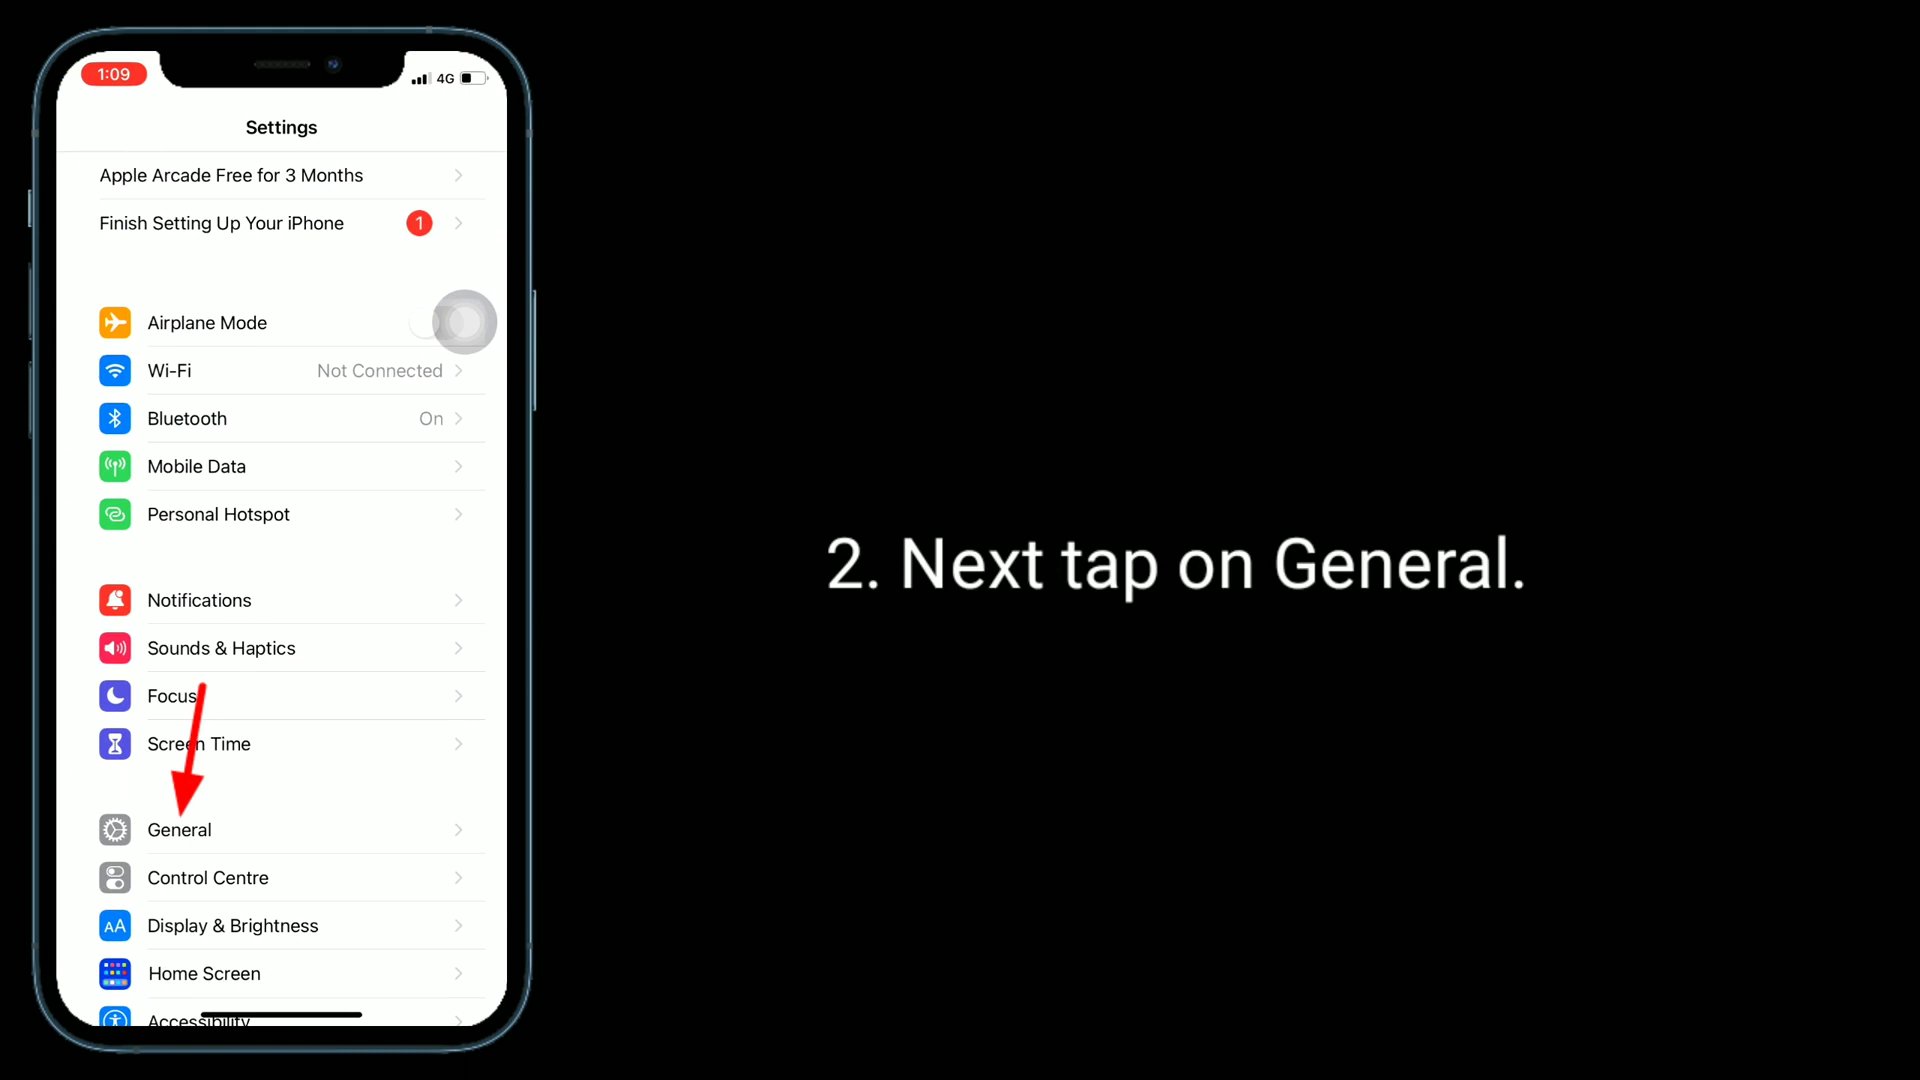 1:09
4G
Settings
Apple Arcade Free for 3 Months
Finish Setting Up Your iPhone 1
Airplane Mode
Wi-Fi Not Connected
Bluetooth On
Mobile Data
Personal Hotspot
Notifications
Sounds & Haptics
Focus
Screen Time
General
Control Centre
AA Display & Brightness
Home Screen
Accessibility
2. Next tap on General.